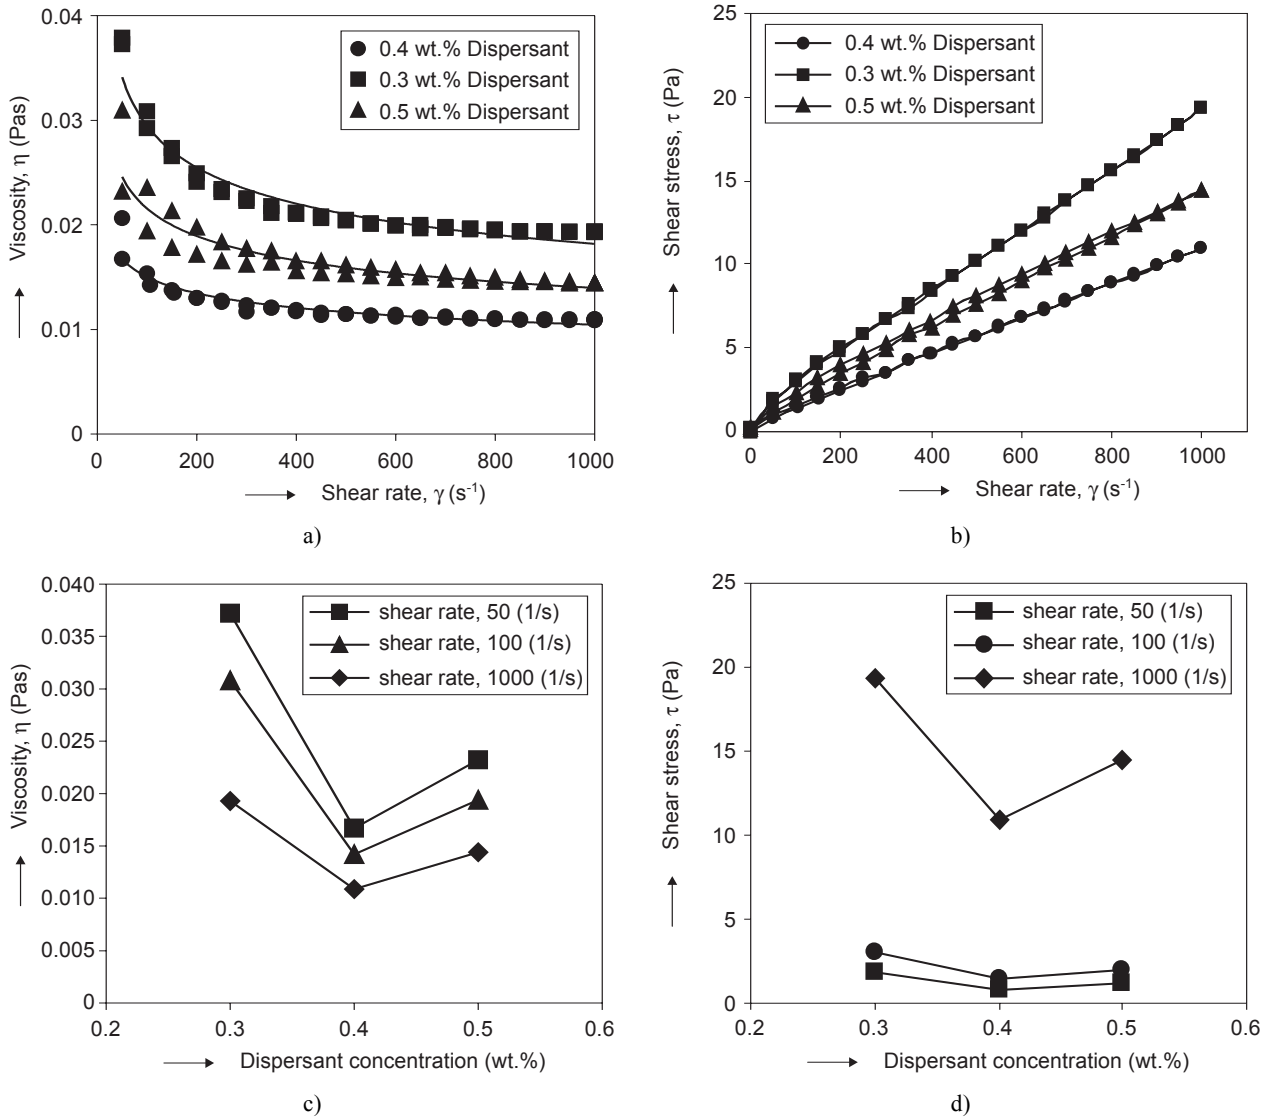 0.04
0.03
0.02
0.01
0
Viscosity, η (Pas)
0.4 wt.% Dispersant
0.3 wt.% Dispersant
0.5 wt.% Dispersant
0 200 400 600 800 1000
Shear rate, γ (s-1)
a)
25
20
15
10
5
0
Shear stress, τ (Pa)
0.4 wt.% Dispersant
0.3 wt.% Dispersant
0.5 wt.% Dispersant
0 200 400 600 800 1000
Shear rate, γ (s-1)
b)
0.040
0.035
0.030
0.025
0.020
0.015
0.010
0.005
0
Viscosity, η (Pas)
shear rate, 50 (1/s)
shear rate, 100 (1/s)
shear rate, 1000 (1/s)
0.2 0.3 0.4 0.5 0.6
Dispersant concentration (wt.%)
c)
25
20
15
10
5
0
Shear stress, τ (Pa)
shear rate, 50 (1/s)
shear rate, 100 (1/s)
shear rate, 1000 (1/s)
0.2 0.3 0.4 0.5 0.6
Dispersant concentration (wt.%)
d)